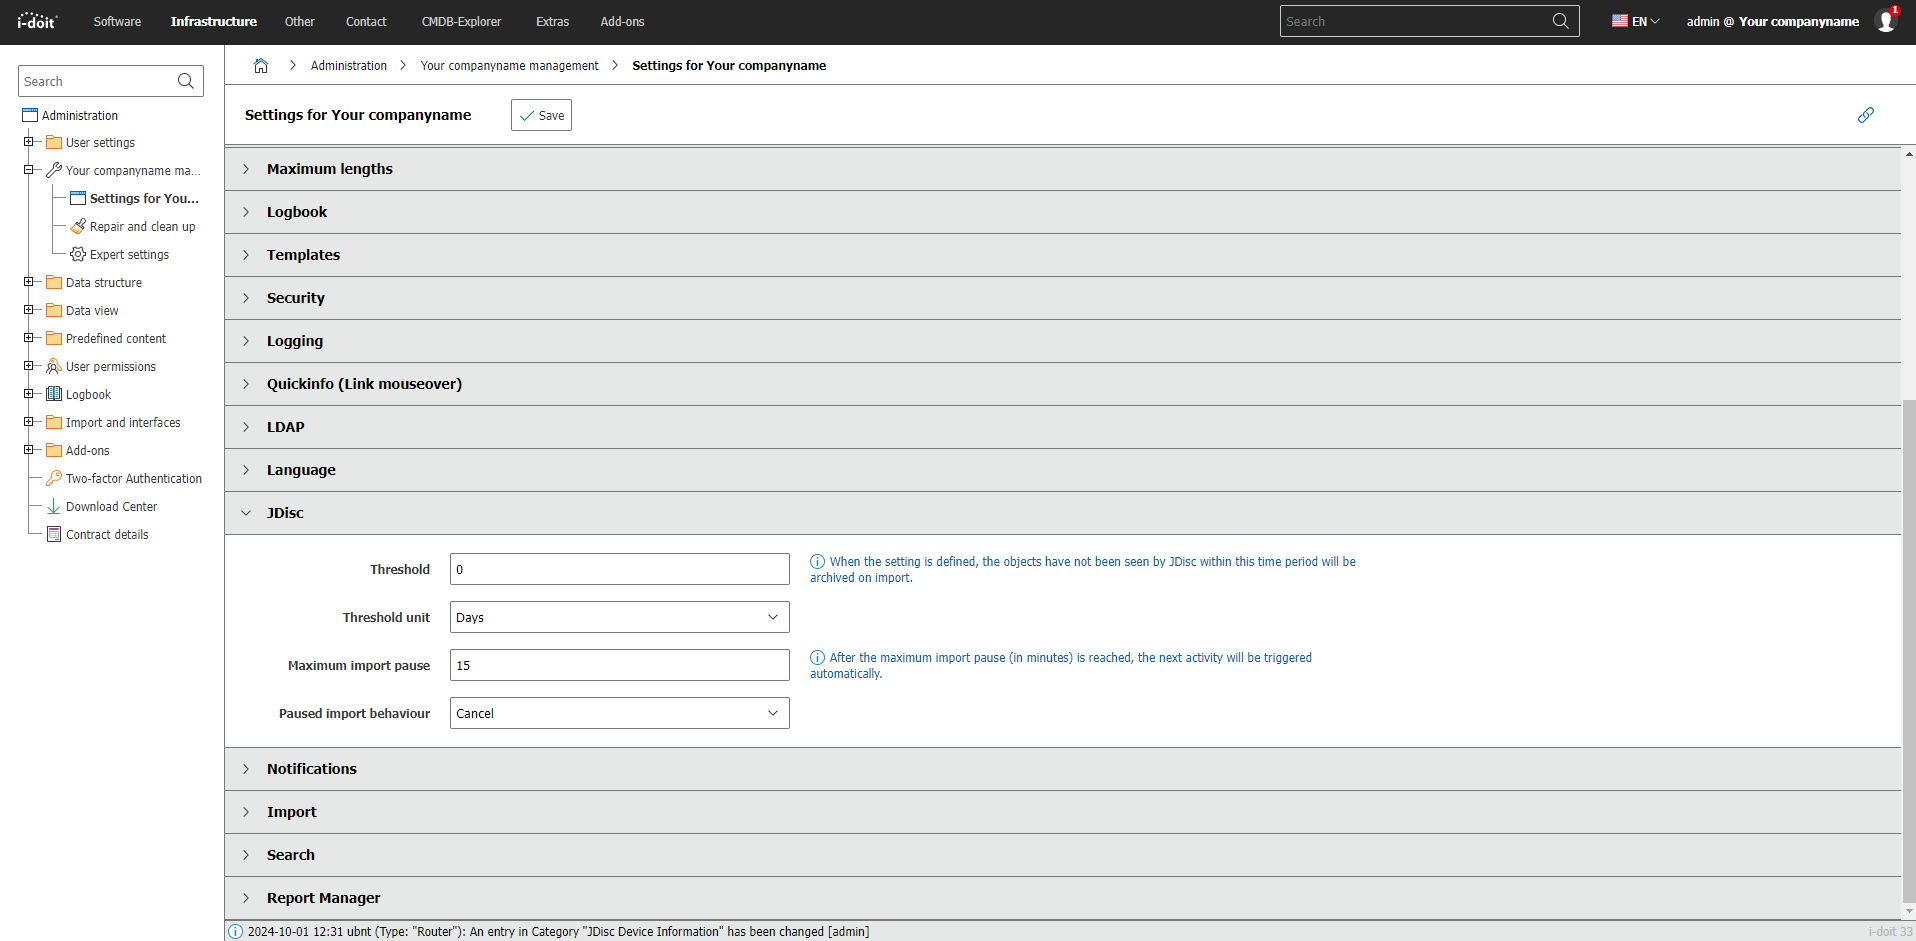 i-doit
Software
Infrastructure
Other
Contact
CMDB-Explorer
Extras
Add-ons
Search
EN
admin @ Your companyname
1
Search
Administration
User settings
Your companyname ma...
Settings for You...
Repair and clean up
Expert settings
Data structure
Data view
Predefined content
User permissions
Logbook
Import and interfaces
Add-ons
Two-factor Authentication
Download Center
Contract details
Administration
Your companyname management
Settings for Your companyname
Settings for Your companyname
Save
Maximum lengths
Logbook
Templates
Security
Logging
Quickinfo (Link mouseover)
LDAP
Language
JDisc
Threshold
0
When the setting is defined, the objects have not been seen by JDisc within this time period will be
archived on import.
Threshold unit
Days
Maximum import pause
15
After the maximum import pause (in minutes) is reached, the next activity will be triggered
automatically.
Paused import behaviour
Cancel
Notifications
Import
Search
Report Manager
2024-10-01 12:31 ubnt (Type: "Router"): An entry in Category "JDisc Device Information" has been changed [admin]
i-doit 33